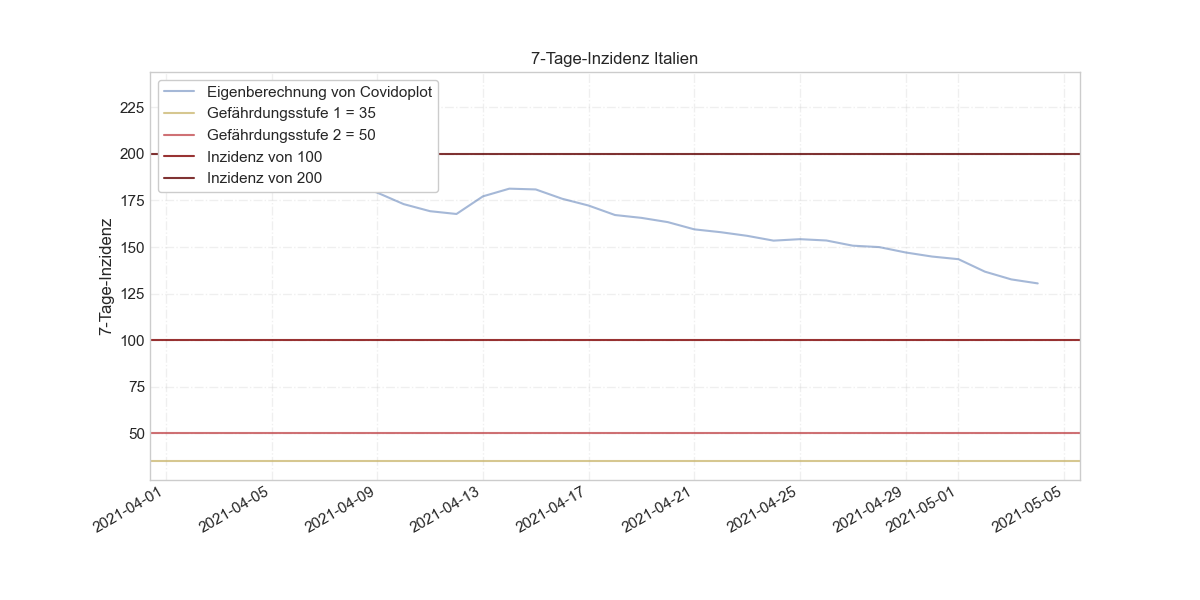 7-Tage-Inzidenz Italien
Eigenberechnung von Covidoplot
Gefährdungsstufe 1 = 35
Gefährdungsstufe 2 = 50
Inzidenz von 100
Inzidenz von 200
7-Tage-Inzidenz
225
200
175
150
125
100
75
50
2021-04-01
2021-04-05
2021-04-09
2021-04-13
2021-04-17
2021-04-21
2021-04-25
2021-04-29
2021-05-01
2021-05-05